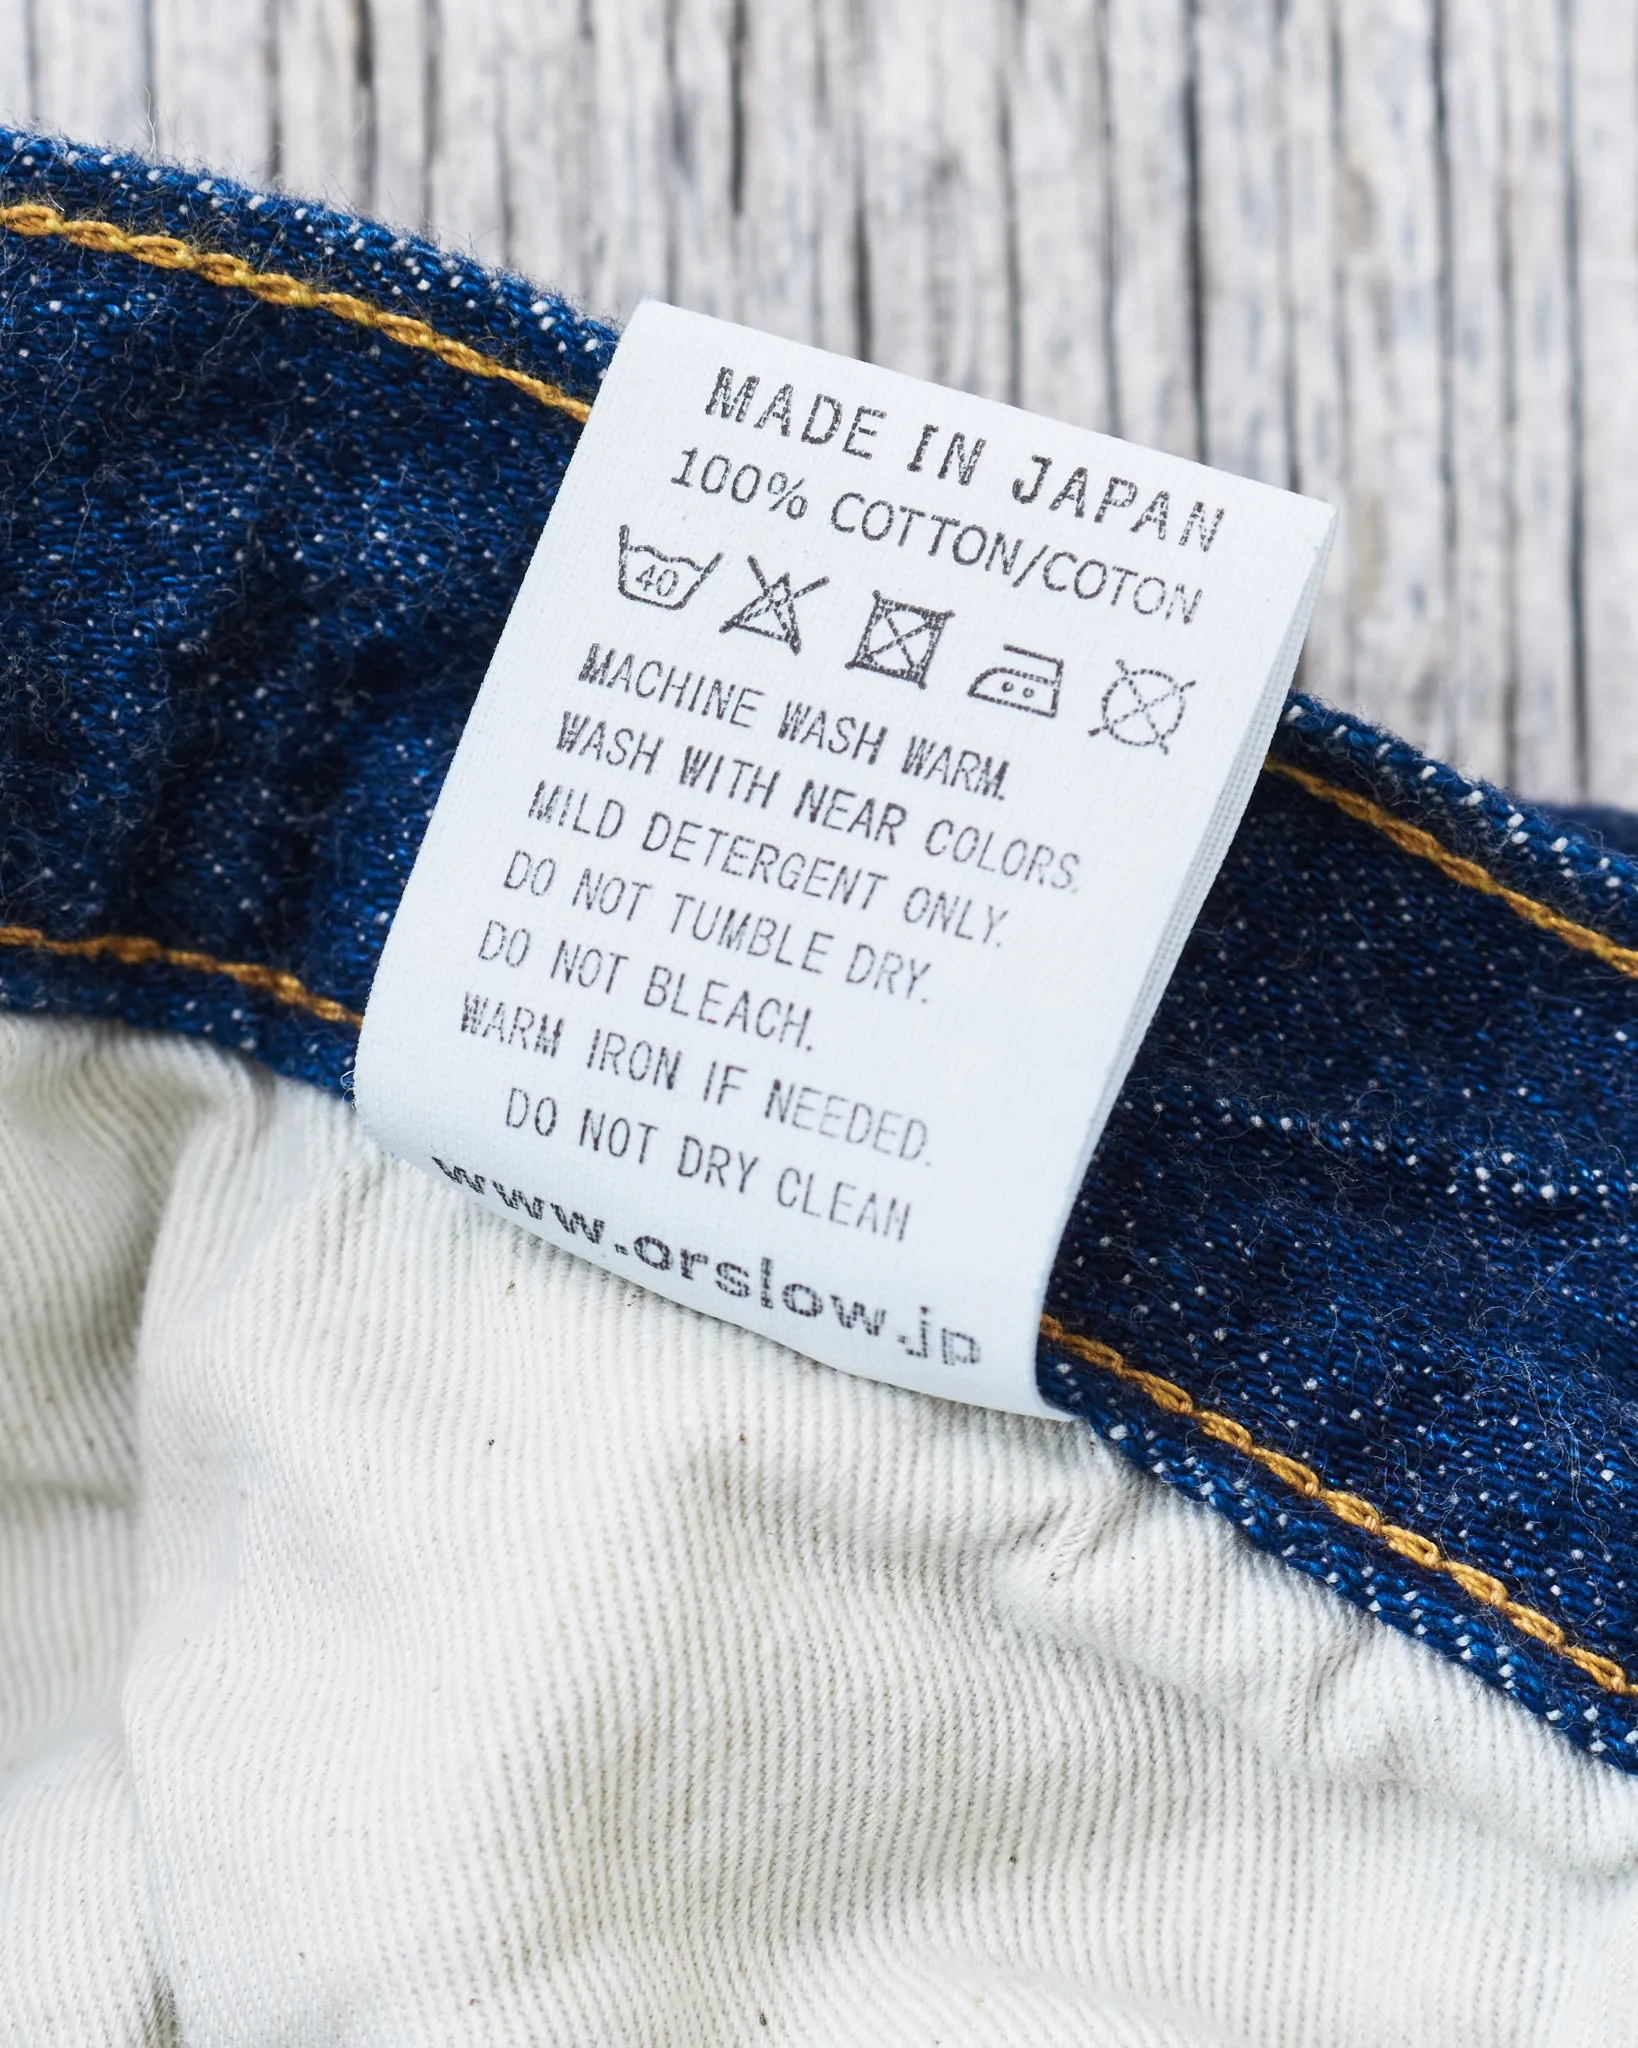 MADE IN JAPAN
100% COTTON/COTON
40
MACHINE WASH WARM.
WASH WITH NEAR COLORS.
MILD DETERGENT ONLY.
DO NOT TUMBLE DRY.
DO NOT BLEACH.
WARM IRON IF NEEDED.
DO NOT DRY CLEAN
www.orslow.jp